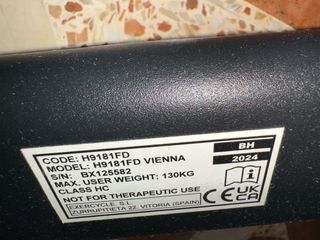 CODE: H9181FD
MODEL: H9181FD VIENNA
S/N: BX125582
MAX. USER WEIGHT: 130KG
CLASS HC
NOT FOR THERAPEUTIC USE
EXERCYCLE S.L
ZURRUPITIETA 22 VITORIA (SPAIN)
BH
2024
CE UK CA